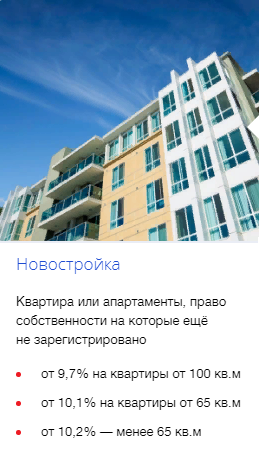 Новостройка
Квартира или апартаменты, право
собственности на которые ещё
не зарегистрировано
от 9,7% на квартиры от 100 кв.м
от 10,1% на квартиры от 65 кв.м
от 10,2% — менее 65 кв.м